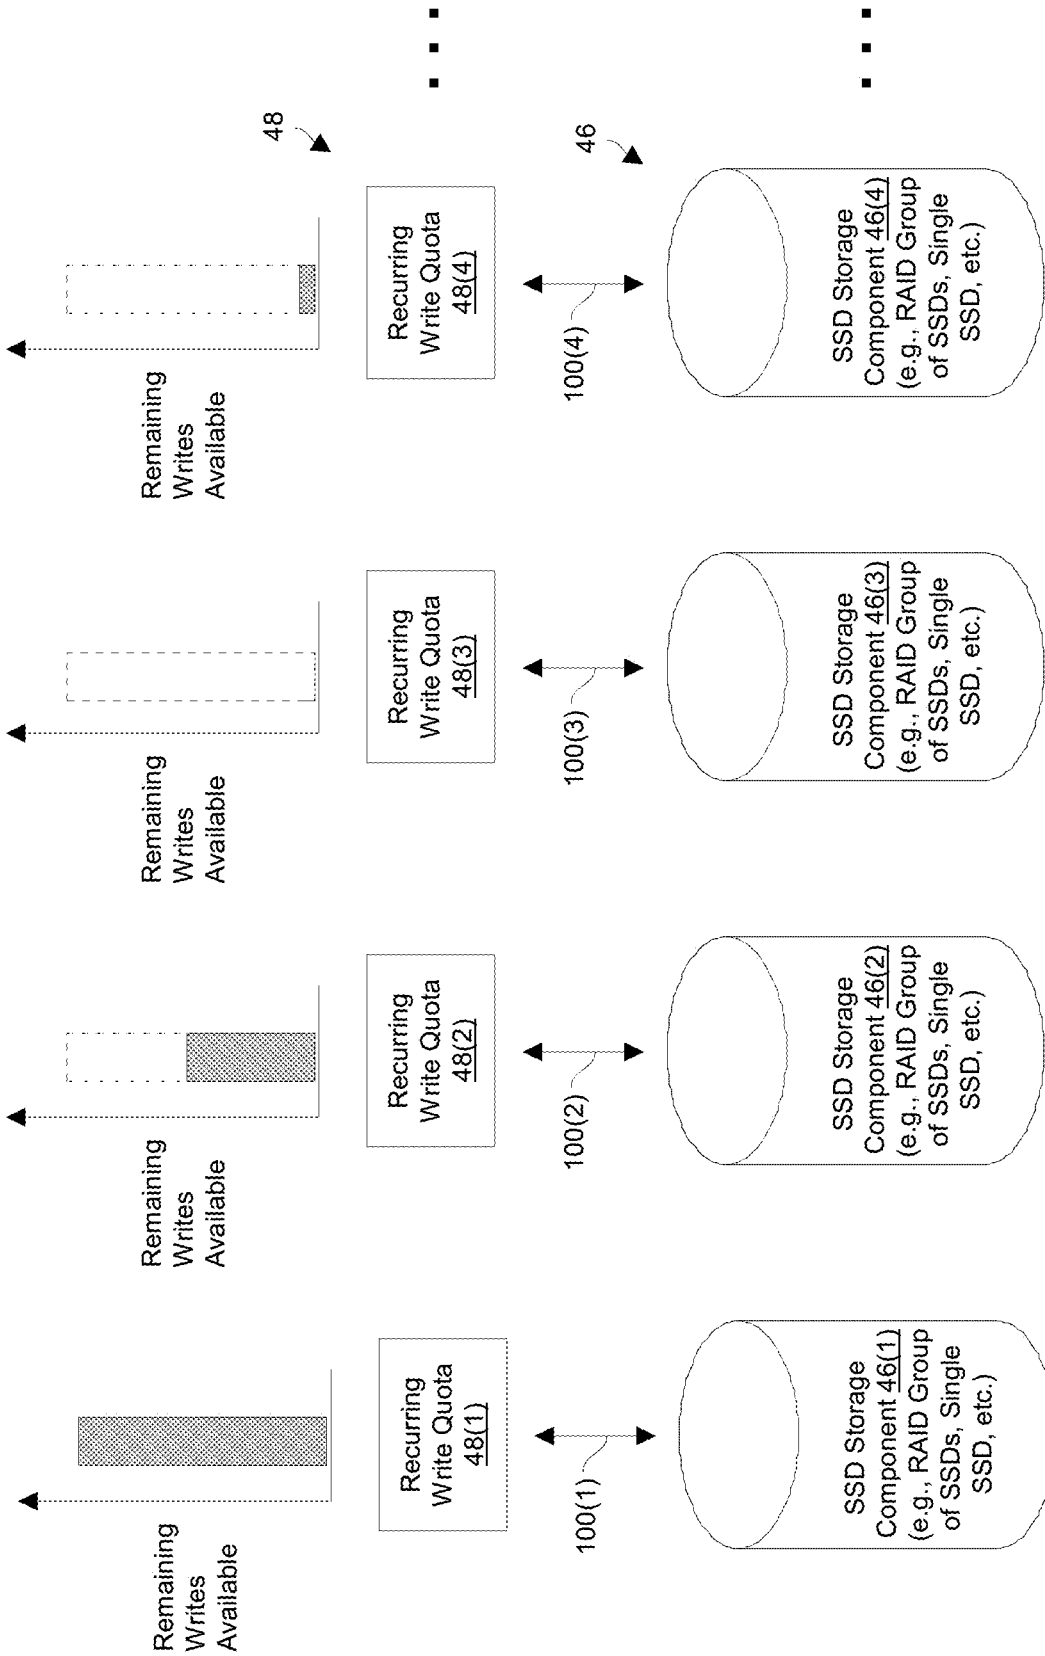 Remaining
Writes
Available
Remaining
Writes
Available
Remaining
Writes
Available
Remaining
Writes
Available
48
Recurring
Write Quota
48(1)
Recurring
Write Quota
48(2)
Recurring
Write Quota
48(3)
Recurring
Write Quota
48(4)
100(1)
100(2)
100(3)
100(4)
46
SSD Storage
Component 46(1)
(e.g., RAID Group
of SSDs, Single
SSD, etc.)
SSD Storage
Component 46(2)
(e.g., RAID Group
of SSDs, Single
SSD, etc.)
SSD Storage
Component 46(3)
(e.g., RAID Group
of SSDs, Single
SSD, etc.)
SSD Storage
Component 46(4)
(e.g., RAID Group
of SSDs, Single
SSD, etc.)